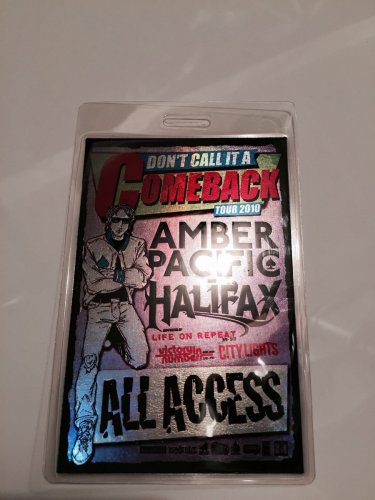 DON'T CALL IT A
COMEBACK
TOUR 2010
AMBER
PACIFIC
HALIFAX
LIFE ON REPEAT
CITYLIGHTS
ALL ACCESS